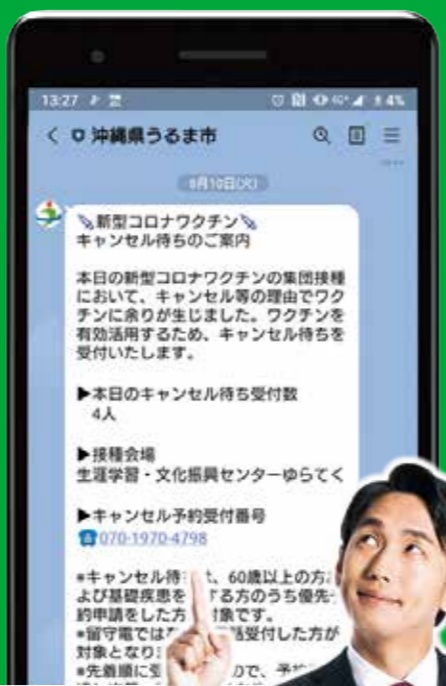 13:27
4%
沖縄県うるま市
8月10日(火)
新型コロナワクチン
キャンセル待ちのご案内
本日の新型コロナワクチンの集団接種
において、キャンセル等の理由でワク
チンに余りが生じました。ワクチンを
有効活用するため、キャンセル待ちを
受付いたします。
▶本日のキャンセル待ち受付数
4人
▶接種会場
生涯学習・文化振興センターゆらてく
▶キャンセル予約受付番号
070-1970-4798
*キャンセル待 、60歳以上の方
よび基礎疾患を する方のうち優先
約申請をした方 対象です。
*留守電では 話受付した方が
対象となり
*先着順に受 ので、予約